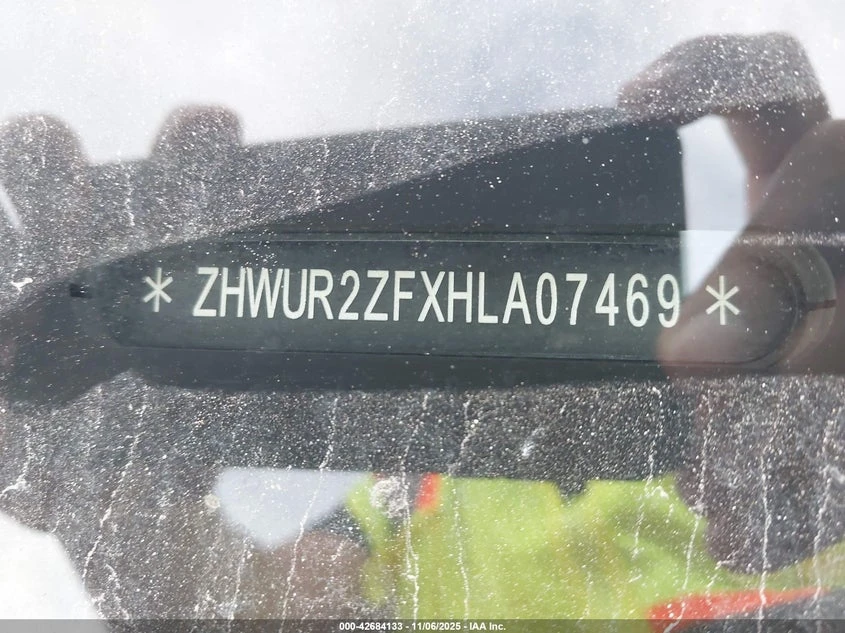 * ZHWUR2ZFXHLA07469 *
000-42684133 - 11/06/2025 - IAA Inc.